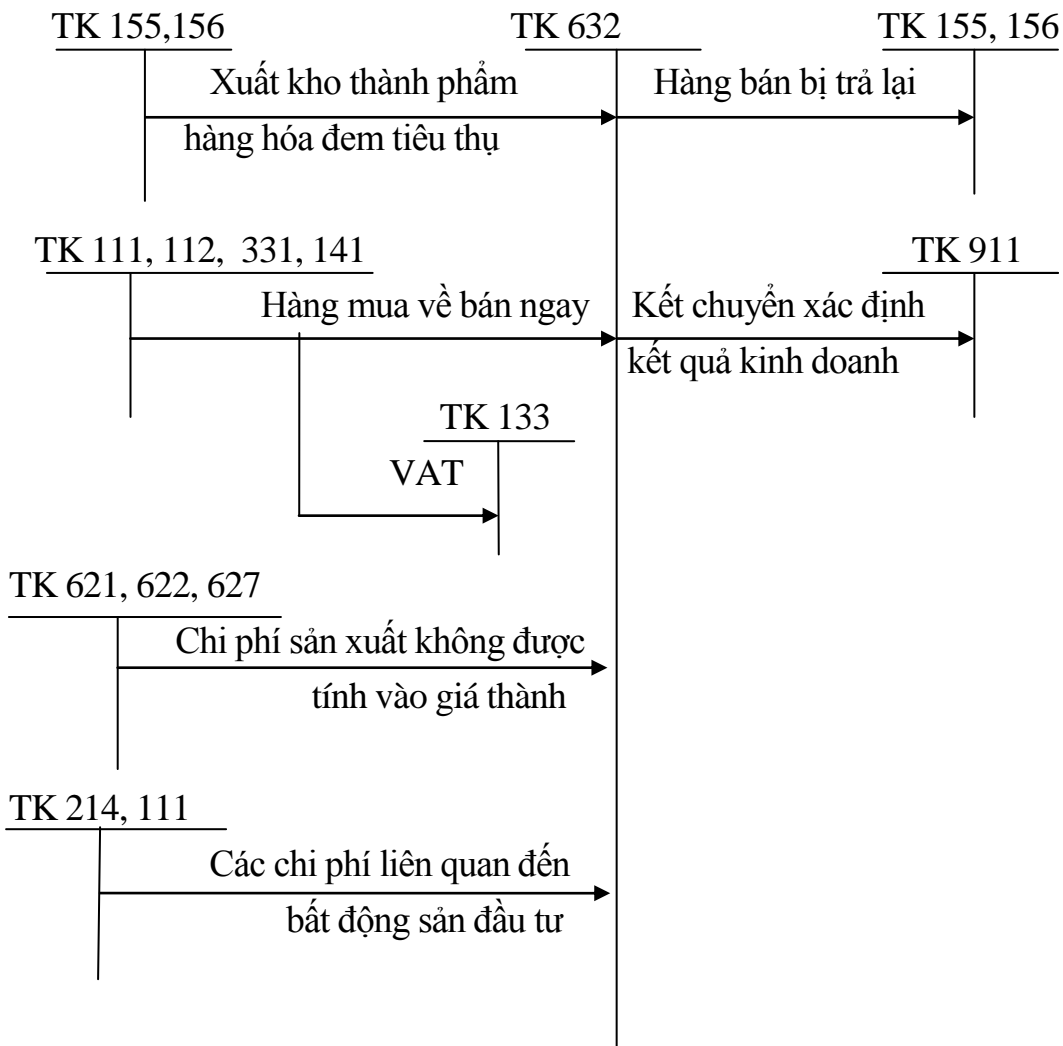 TK 155,156
TK 632
TK 155, 156
Xuất kho thành phẩm
hàng hóa đem tiêu thụ
Hàng bán bị trả lại
TK 111, 112, 331, 141
TK 911
Hàng mua về bán ngay
Kết chuyển xác định
kết quả kinh doanh
TK 133
VAT
TK 621, 622, 627
Chi phí sản xuất không được
tính vào giá thành
TK 214, 111
Các chi phí liên quan đến
bất động sản đầu tư